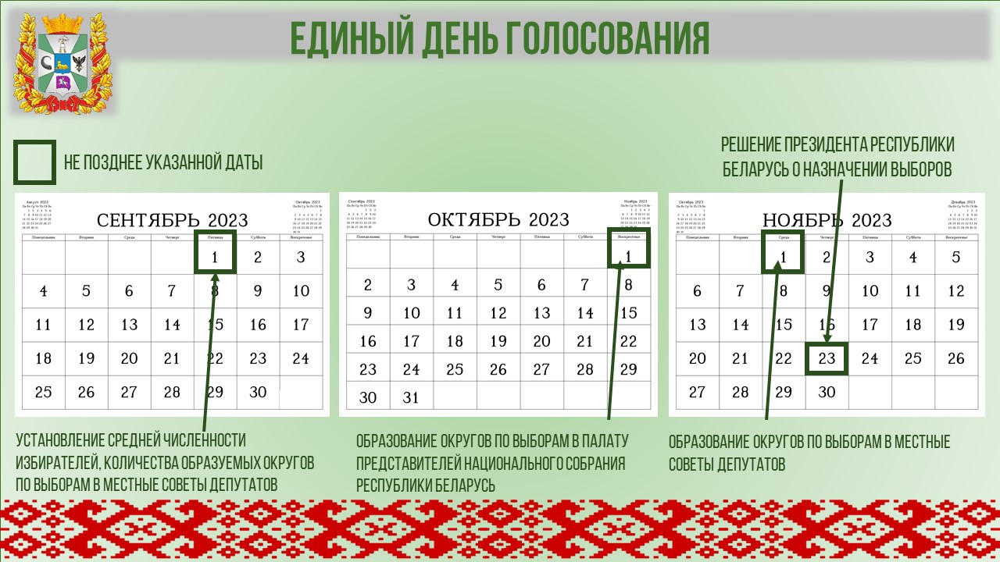 ЕДИНЫЙ ДЕНЬ ГОЛОСОВАНИЯ
НЕ ПОЗДНЕЕ УКАЗАННОЙ ДАТЫ
РЕШЕНИЕ ПРЕЗИДЕНТА РЕСПУБЛИКИ
БЕЛАРУСЬ О НАЗНАЧЕНИИ ВЫБОРОВ
Август 2023
Октябрь 2023
СЕНТЯБРЬ 2023
Понедельник Вторник Среда Четверг Пятница Суббота Воскресенье
1 2 3
4 5 6 7 8 9 10
11 12 13 14 15 16 17
18 19 20 21 22 23 24
25 26 27 28 29 30
Сентябрь 2023
Ноябрь 2023
ОКТЯБРЬ 2023
Понедельник Вторник Среда Четверг Пятница Суббота Воскресенье
1
2 3 4 5 6 7 8
9 10 11 12 13 14 15
16 17 18 19 20 21 22
23 24 25 26 27 28 29
30 31
Октябрь 2023
Декабрь 2023
НОЯБРЬ 2023
Понедельник Вторник Среда Четверг Пятница Суббота Воскресенье
1 2 3 4 5
6 7 8 9 10 11 12
13 14 15 16 17 18 19
20 21 22 23 24 25 26
27 28 29 30
УСТАНОВЛЕНИЕ СРЕДНЕЙ ЧИСЛЕННОСТИ
ИЗБИРАТЕЛЕЙ, КОЛИЧЕСТВА ОБРАЗУЕМЫХ ОКРУГОВ
ПО ВЫБОРАМ В МЕСТНЫЕ СОВЕТЫ ДЕПУТАТОВ
ОБРАЗОВАНИЕ ОКРУГОВ ПО ВЫБОРАМ В ПАЛАТУ
ПРЕДСТАВИТЕЛЕЙ НАЦИОНАЛЬНОГО СОБРАНИЯ
РЕСПУБЛИКИ БЕЛАРУСЬ
ОБРАЗОВАНИЕ ОКРУГОВ ПО ВЫБОРАМ В МЕСТНЫЕ
СОВЕТЫ ДЕПУТАТОВ